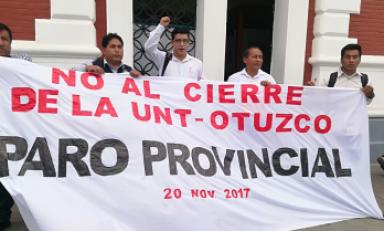 NO AL CIERRE
DE LA UNT-OTUZCO
PARO PROVINCIAL
20 NOV 2017